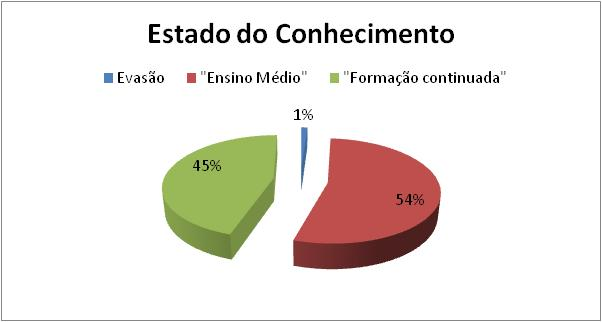 Estado do Conhecimento
Evasão "Ensino Médio" "Formação continuada"
1%
45%
54%